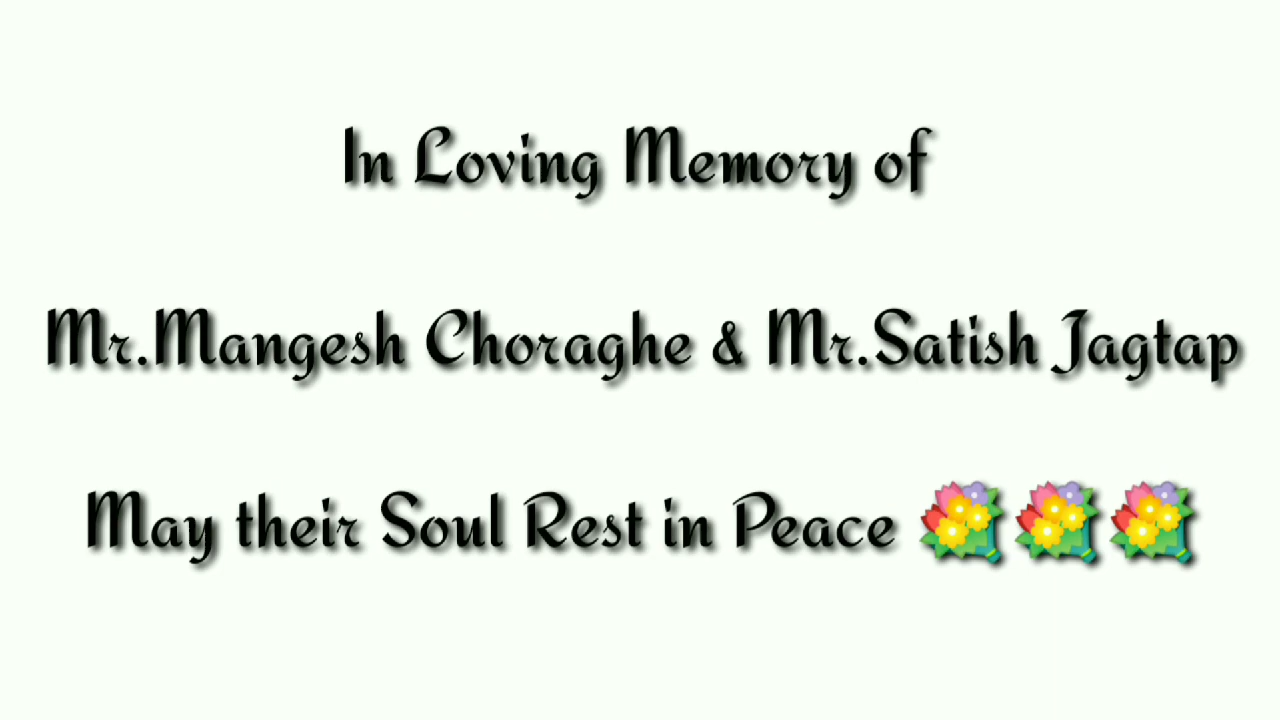 In Loving Memory of
Mr.Mangesh Choraghe & Mr.Satish Jagtap
May their Soul Rest in Peace 💐💐💐